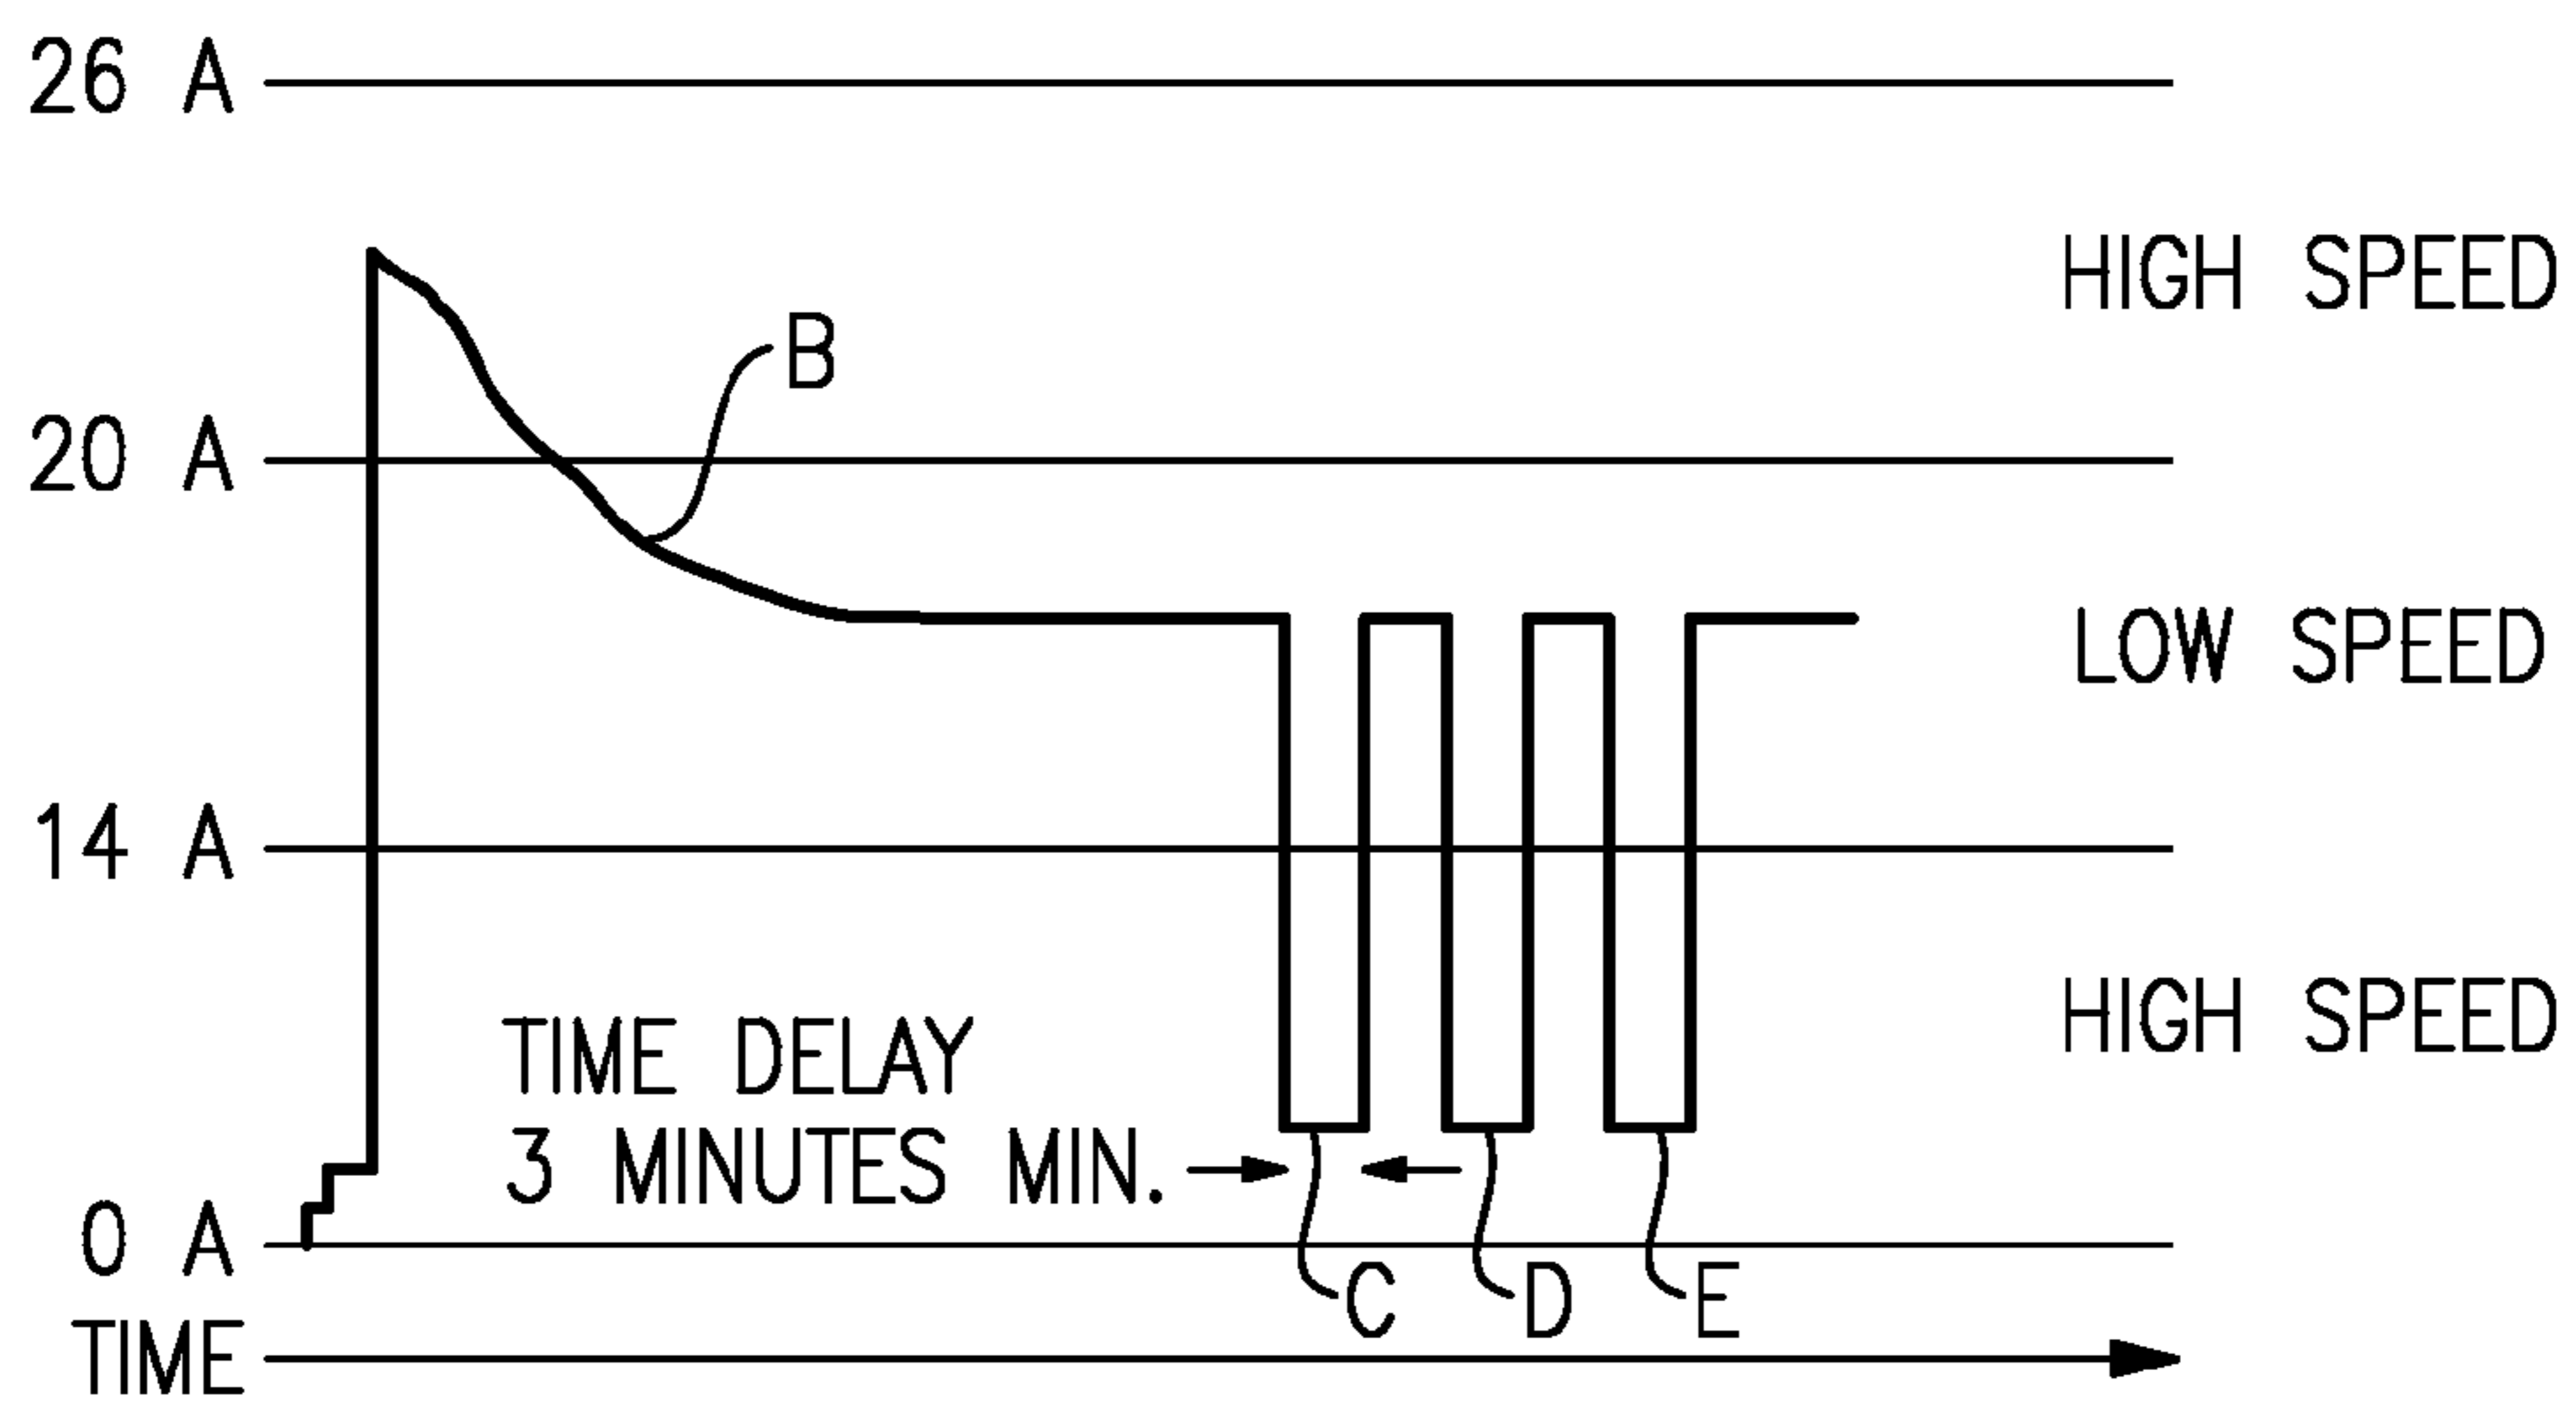 26 A
HIGH SPEED
B
20 A
LOW SPEED
14 A
HIGH SPEED
TIME DELAY
3 MINUTES MIN.
0 A
C D E
TIME